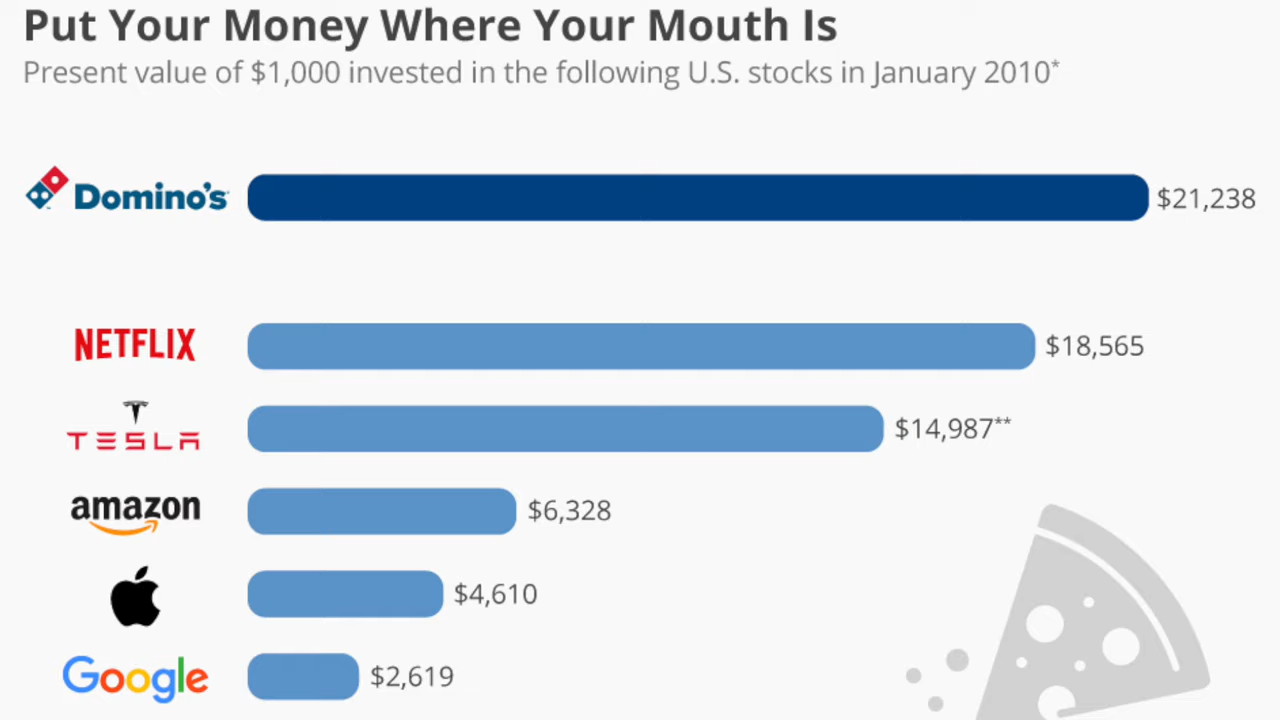 Put Your Money Where Your Mouth Is
Present value of $1,000 invested in the following U.S. stocks in January 2010*
Domino's $21,238
NETFLIX $18,565
TESLA $14,987**
amazon $6,328
$4,610
Google $2,619